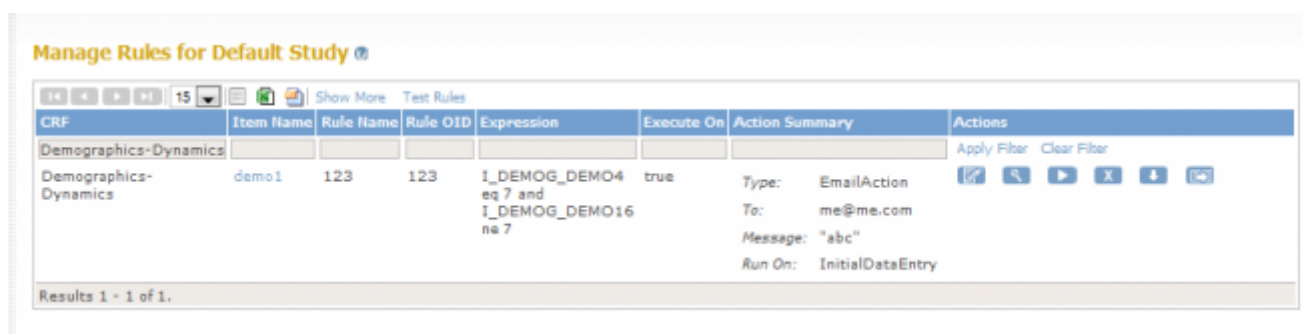 Manage Rules for Default Study ?
15 Show More Test Rules
CRF Item Name Rule Name Rule OID Expression Execute On Action Summary Actions
Demographics-Dynamics Apply Filter Clear Filter
Demographics- demo1 123 123 I_DEMOG_DEMO4 true Type: EmailAction X
Dynamics eq 7 and
I_DEMOG_DEMO16 To: me@me.com
ne 7
Message: "abc"
Run On: InitialDataEntry
Results 1 - 1 of 1.